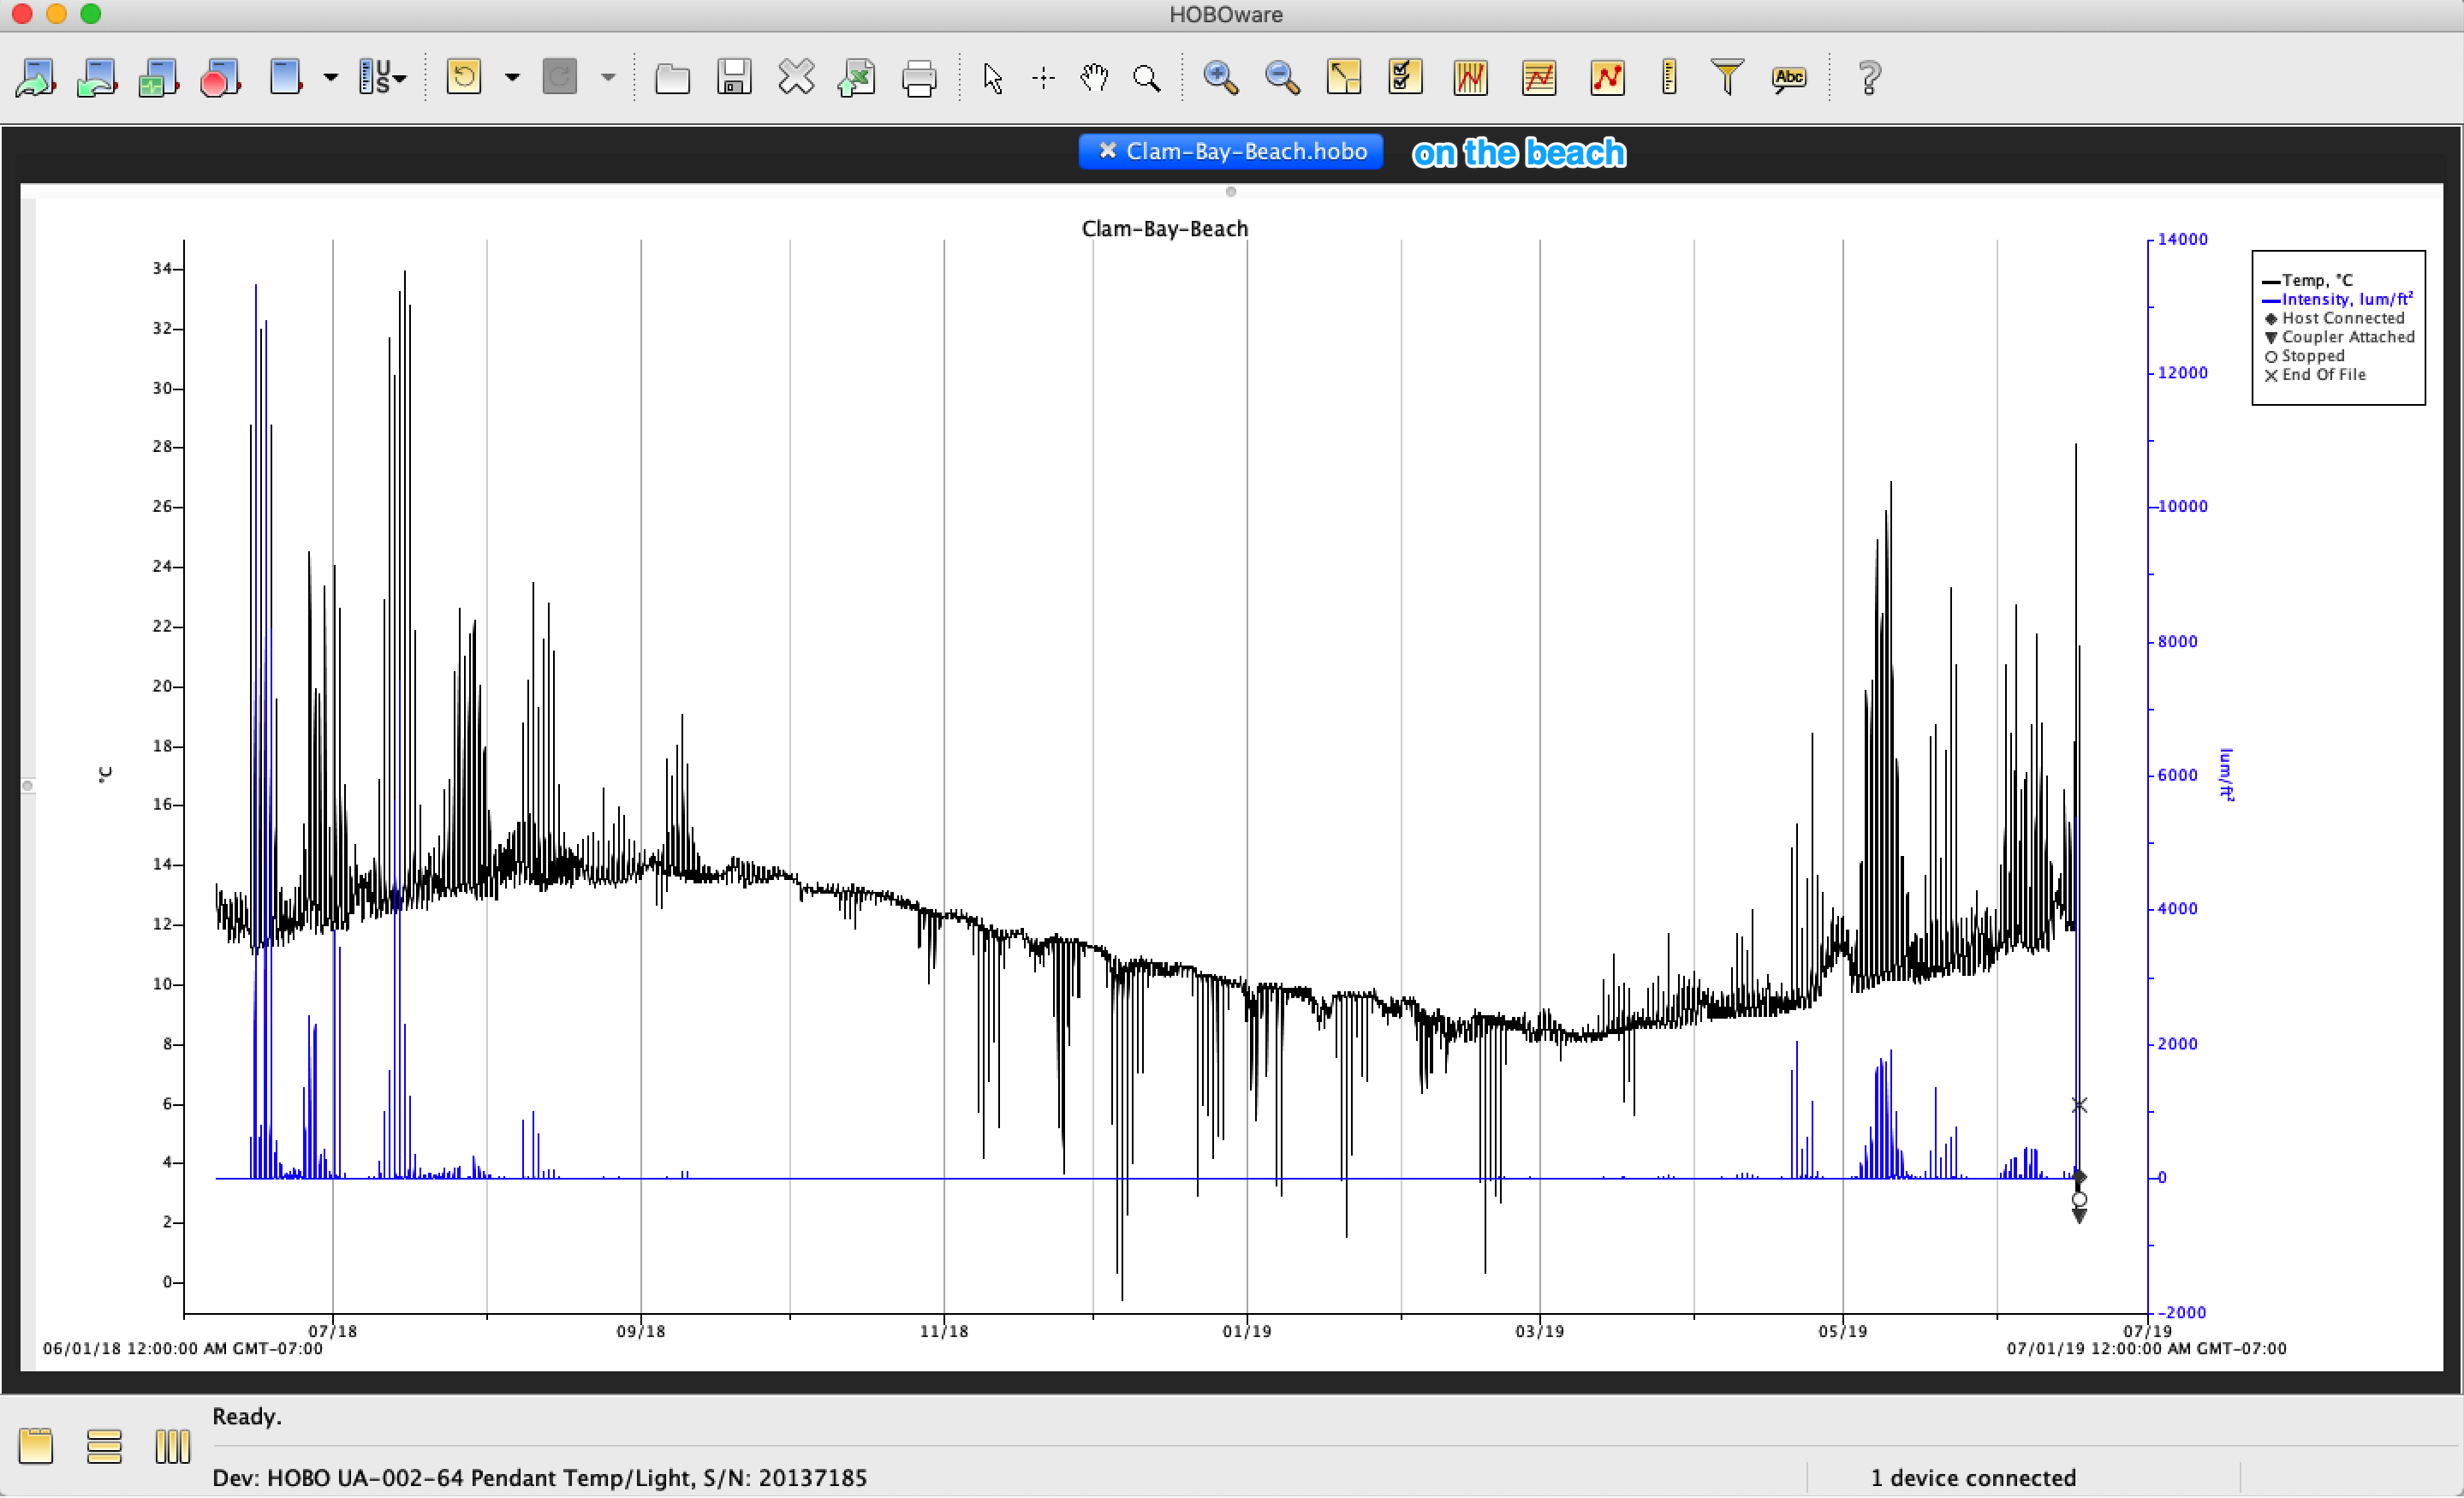 HOBOware
US
Abc
?
Clam-Bay-Beach.hobo
on the beach
Clam-Bay-Beach
34
32
30
28
26
24
22
20
18
16
14
12
10
8
6
4
2
0
°C
14000
12000
10000
8000
6000
4000
2000
0
-2000
lum/ft²
Temp, °C
Intensity, lum/ft²
Host Connected
Coupler Attached
Stopped
End Of File
07/18
09/18
11/18
01/19
03/19
05/19
07/19
06/01/18 12:00:00 AM GMT-07:00
07/01/19 12:00:00 AM GMT-07:00
Ready.
Dev: HOBO UA-002-64 Pendant Temp/Light, S/N: 20137185
1 device connected